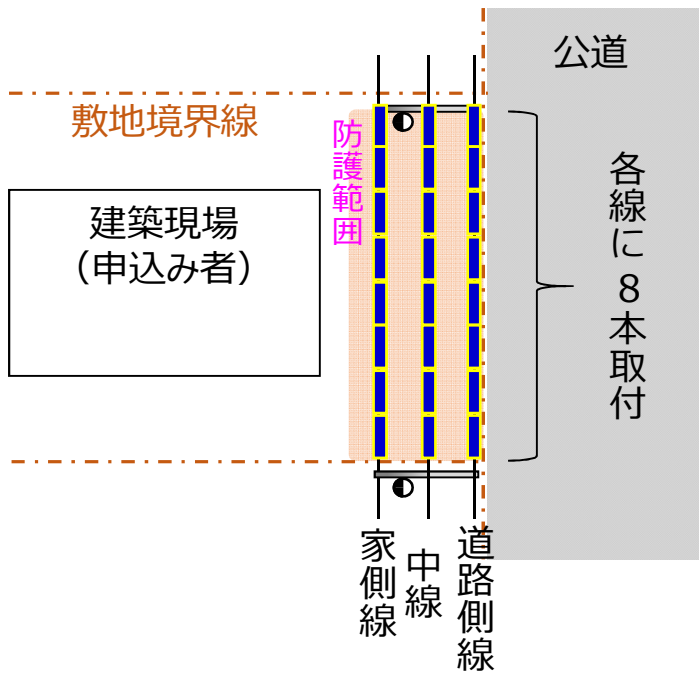 公道
敷地境界線
防護範囲
各線に８本取付
建築現場
（申込み者）
家側線
中線
道路側線